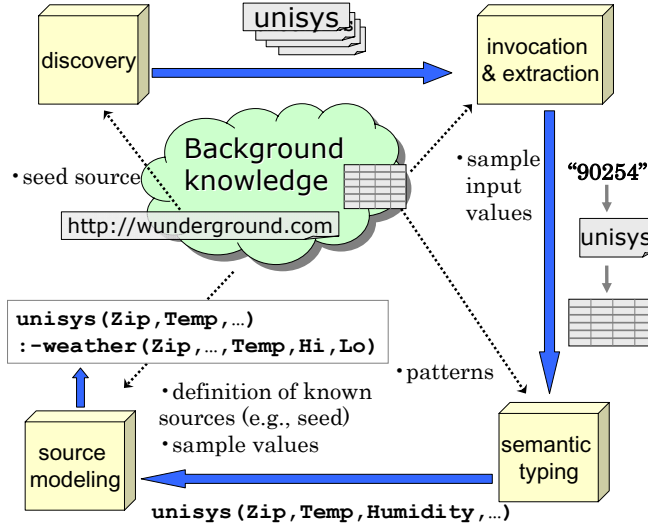 unisys
discovery
invocation
& extraction
Background
knowledge
•seed source
http://wunderground.com
•sample
input
values
“90254”
unisys
unisys(Zip,Temp,…)
:-weather(Zip,…,Temp,Hi,Lo)
•patterns
•definition of known
sources (e.g., seed)
•sample values
source
modeling
semantic
typing
unisys(Zip,Temp,Humidity,…)